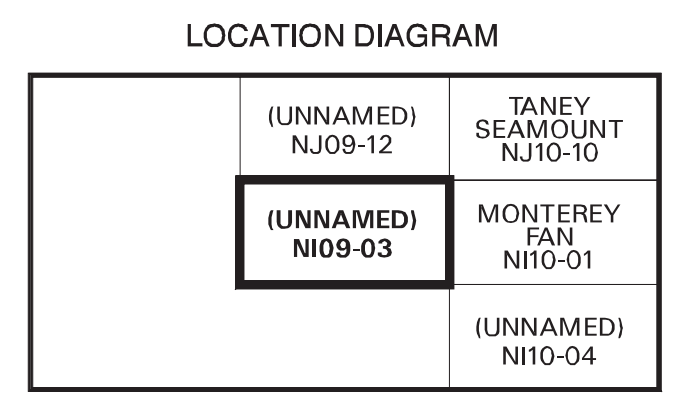 LOCATION DIAGRAM
(UNNAMED)
NJ09-12
TANEY
SEAMOUNT
NJ10-10
(UNNAMED)
NI09-03
MONTEREY
FAN
NI10-01
(UNNAMED)
NI10-04